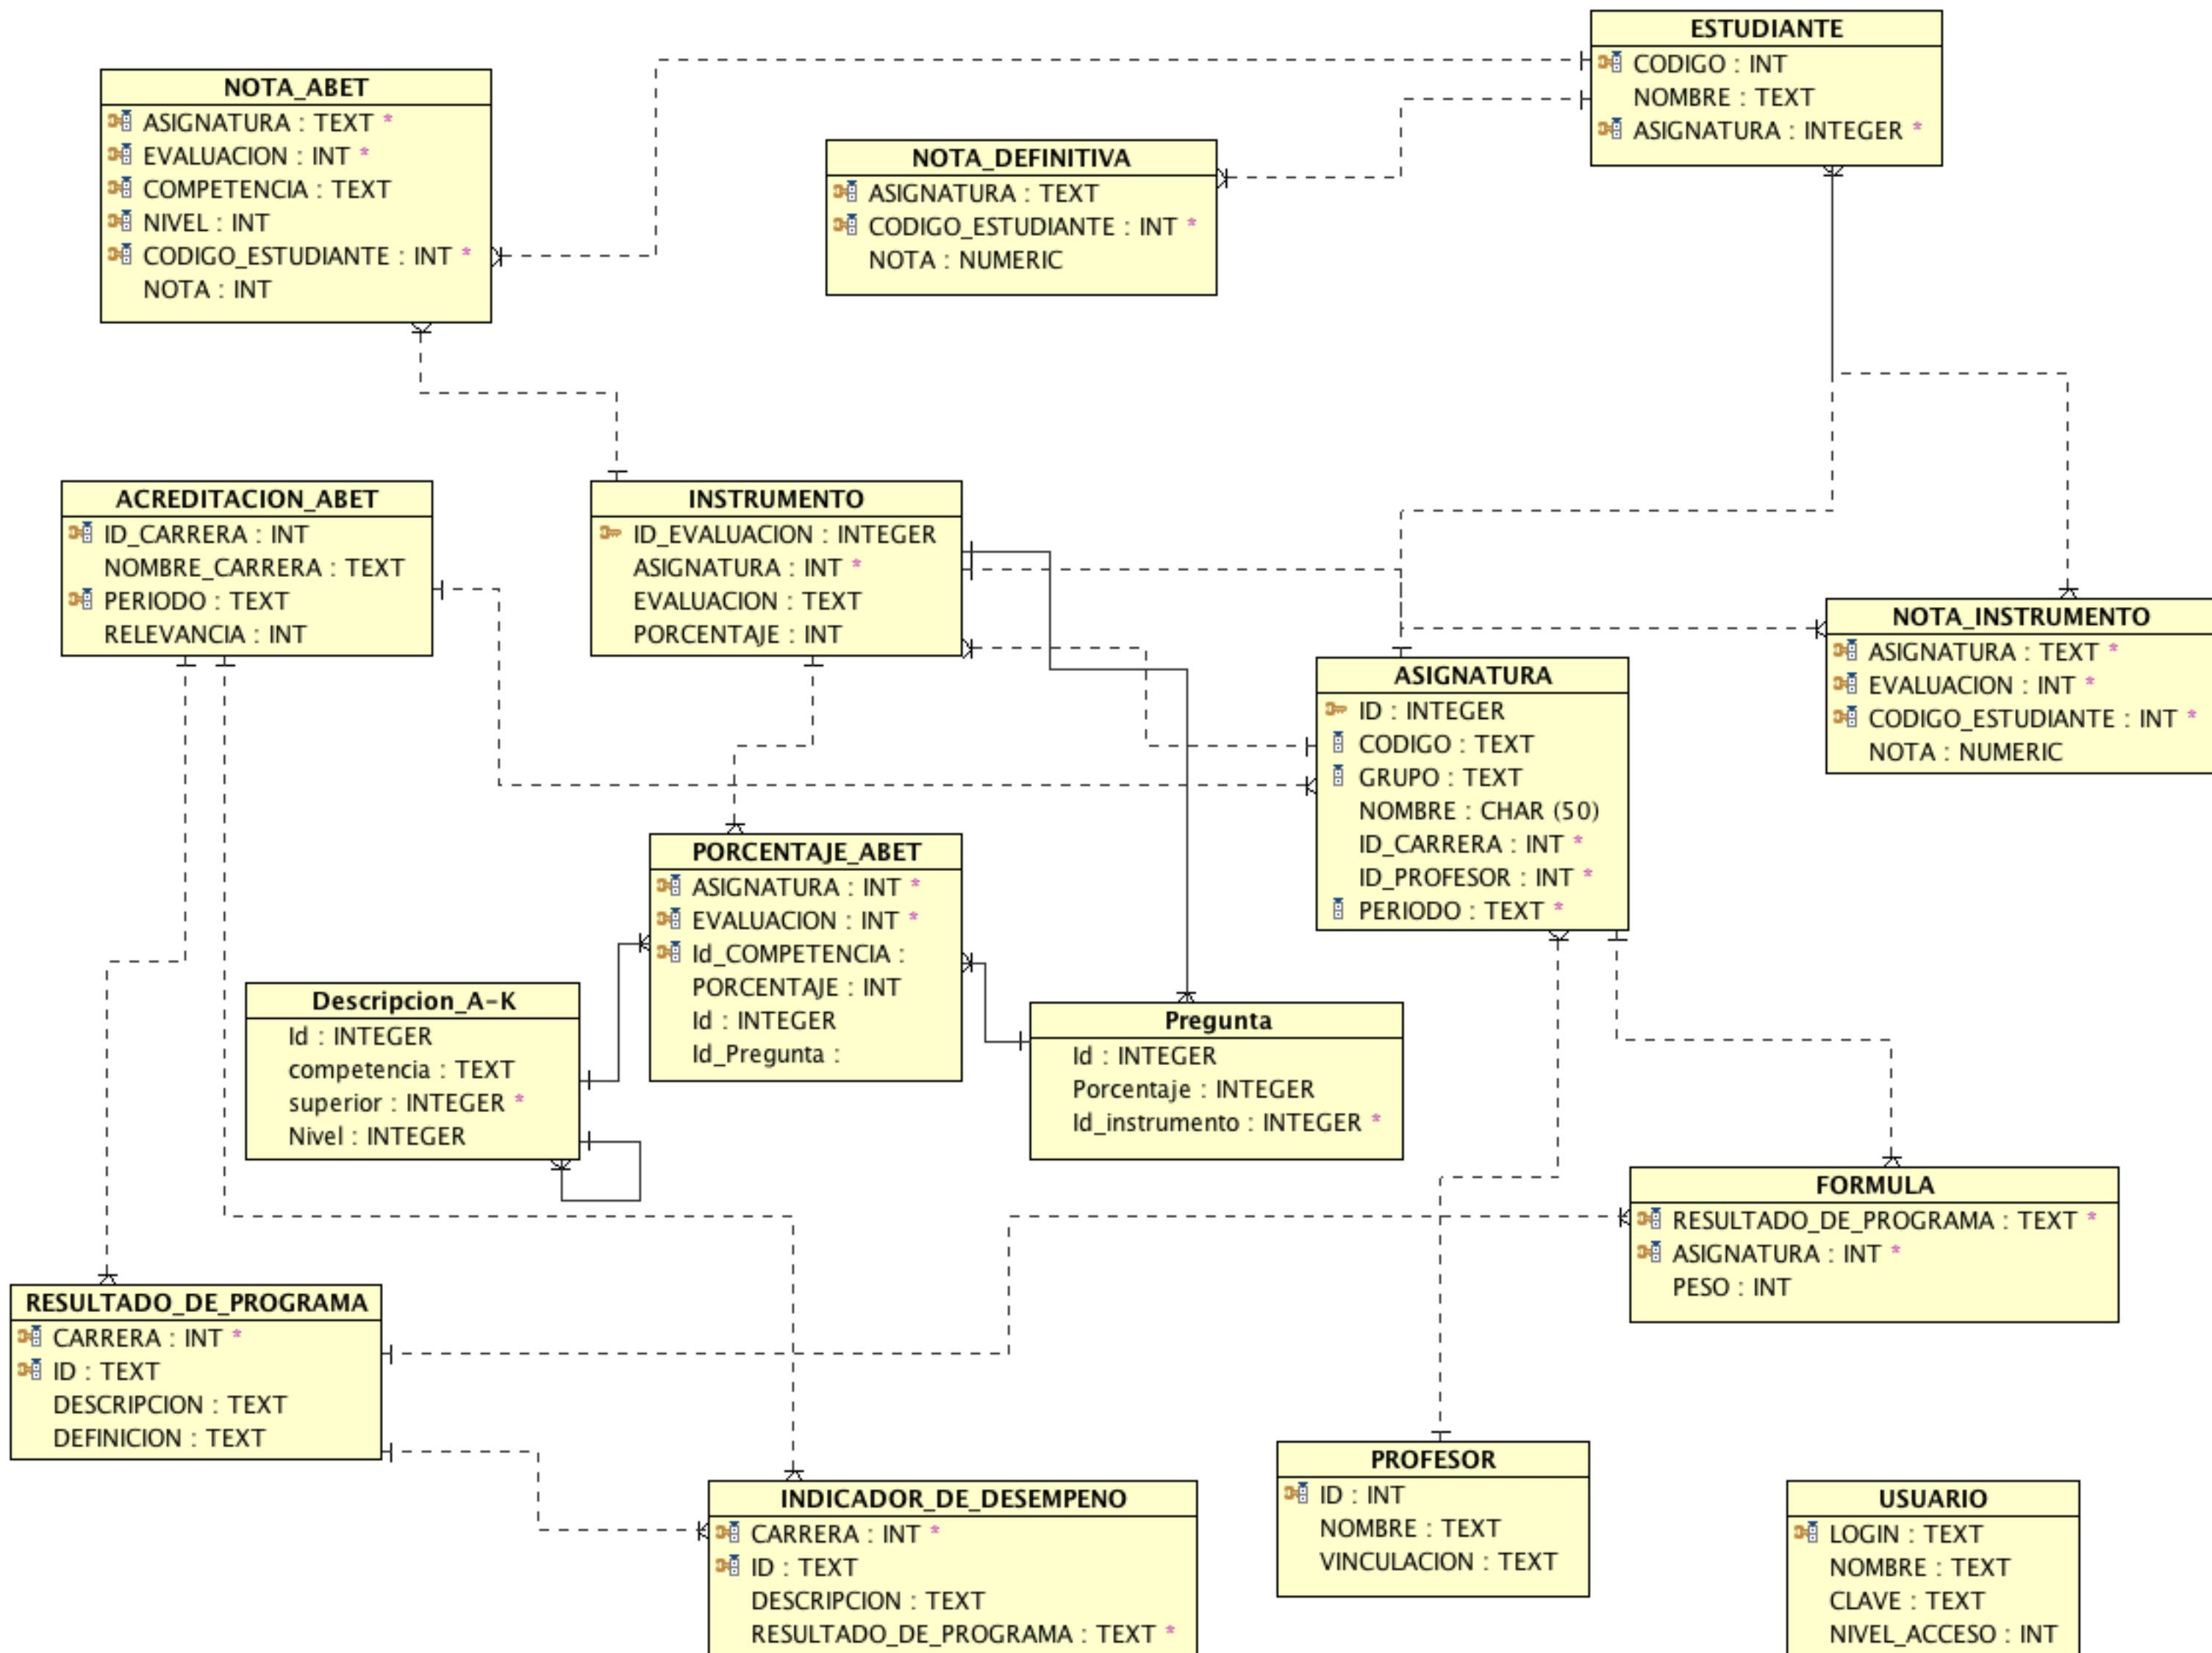 ESTUDIANTE
CODIGO : INT
NOMBRE : TEXT
ASIGNATURA : INTEGER *
NOTA_ABET
ASIGNATURA : TEXT *
EVALUACION : INT *
COMPETENCIA : TEXT
NIVEL : INT
CODIGO_ESTUDIANTE : INT *
NOTA : INT
NOTA_DEFINITIVA
ASIGNATURA : TEXT
CODIGO_ESTUDIANTE : INT *
NOTA : NUMERIC
ACREDITACION_ABET
ID_CARRERA : INT
NOMBRE_CARRERA : TEXT
PERIODO : TEXT
RELEVANCIA : INT
INSTRUMENTO
ID_EVALUACION : INTEGER
ASIGNATURA : INT *
EVALUACION : TEXT
PORCENTAJE : INT
NOTA_INSTRUMENTO
ASIGNATURA : TEXT *
EVALUACION : INT *
CODIGO_ESTUDIANTE : INT *
NOTA : NUMERIC
ASIGNATURA
ID : INTEGER
CODIGO : TEXT
GRUPO : TEXT
NOMBRE : CHAR (50)
ID_CARRERA : INT *
ID_PROFESOR : INT *
PERIODO : TEXT *
PORCENTAJE_ABET
ASIGNATURA : INT *
EVALUACION : INT *
Id_COMPETENCIA :
PORCENTAJE : INT
Id : INTEGER
Id_Pregunta :
Descripcion_A-K
Id : INTEGER
competencia : TEXT
superior : INTEGER *
Nivel : INTEGER
Pregunta
Id : INTEGER
Porcentaje : INTEGER
Id_instrumento : INTEGER *
FORMULA
RESULTADO_DE_PROGRAMA : TEXT *
ASIGNATURA : INT *
PESO : INT
RESULTADO_DE_PROGRAMA
CARRERA : INT *
ID : TEXT
DESCRIPCION : TEXT
DEFINICION : TEXT
PROFESOR
ID : INT
NOMBRE : TEXT
VINCULACION : TEXT
INDICADOR_DE_DESEMPENO
CARRERA : INT *
ID : TEXT
DESCRIPCION : TEXT
RESULTADO_DE_PROGRAMA : TEXT *
USUARIO
LOGIN : TEXT
NOMBRE : TEXT
CLAVE : TEXT
NIVEL_ACCESO : INT